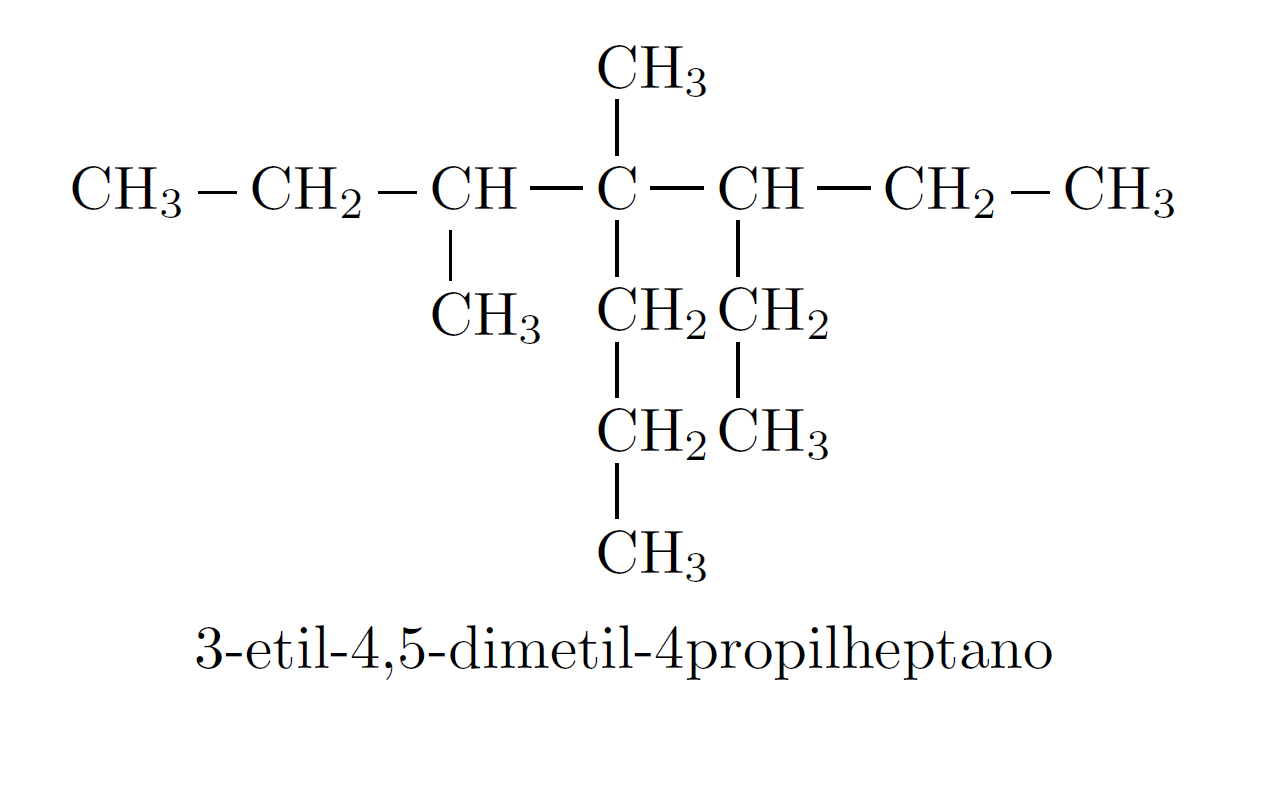 CH₃
CH₃ – CH₂ – CH – C – CH – CH₂ – CH₃
CH₃ CH₂ CH₂
CH₂ CH₃
CH₃
3-etil-4,5-dimetil-4propilheptano